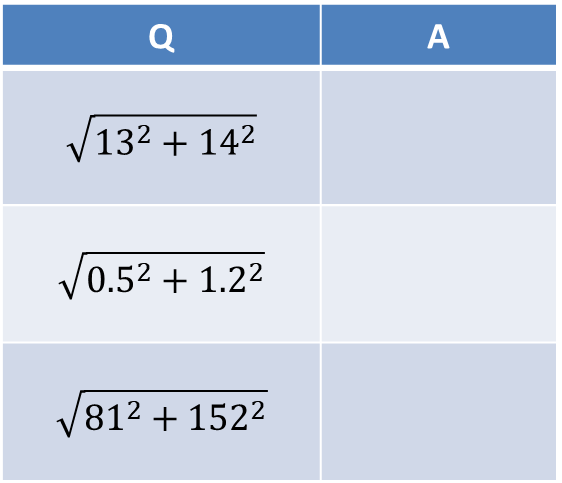 Q A
√(13² + 14²)
√(0.5² + 1.2²)
√(81² + 152²)